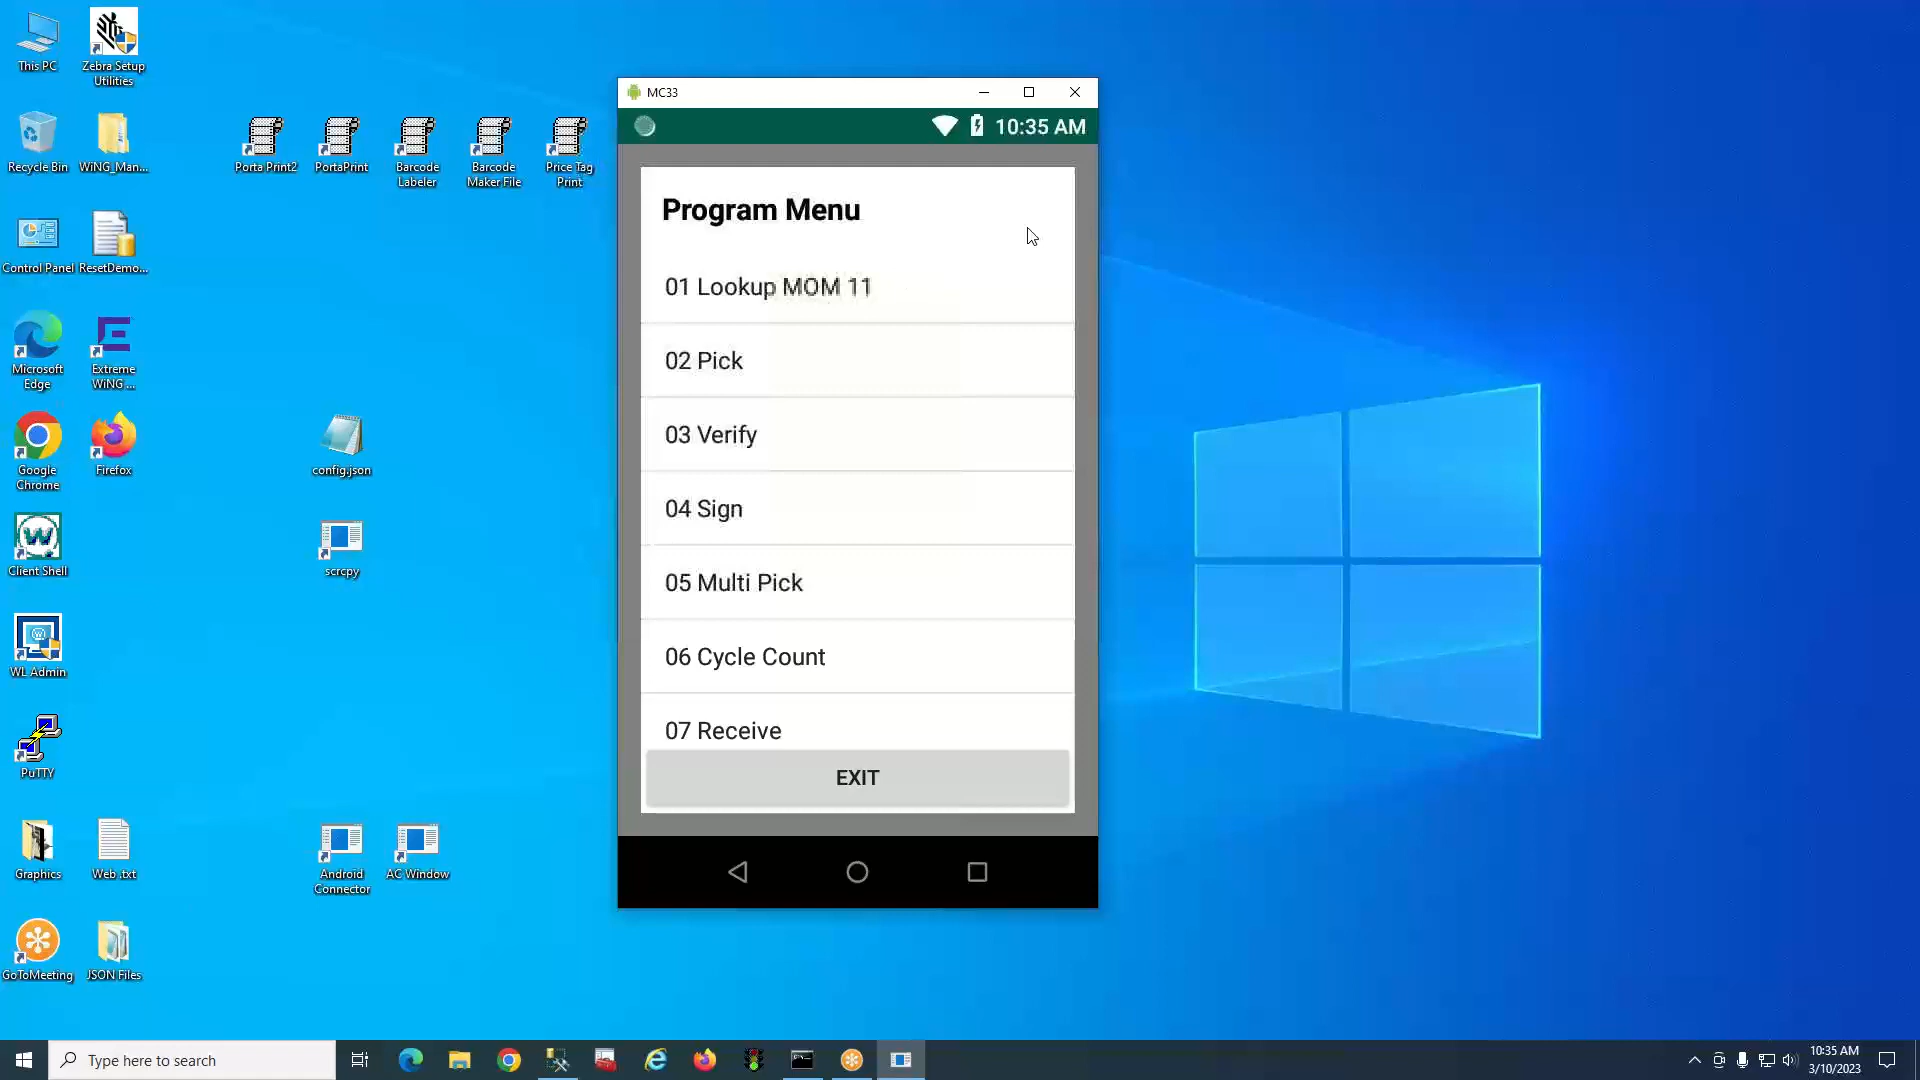 This PC
Zebra Setup
Utilities
Recycle Bin
WiNG_Man...
Porta Print2
PortaPrint
Barcode
Labeler
Barcode
Maker File
Price Tag
Print
Control Panel
ResetDemo...
Microsoft
Edge
Extreme
WiNG ...
Google
Chrome
Firefox
config.json
Client Shell
scrcpy
WL Admin
PuTTY
Graphics
Web .txt
Android
Connector
AC Window
GoToMeeting
JSON Files
MC33
10:35 AM
Program Menu
01 Lookup MOM 11
02 Pick
03 Verify
04 Sign
05 Multi Pick
06 Cycle Count
07 Receive
EXIT
Type here to search
10:35 AM
3/10/2023